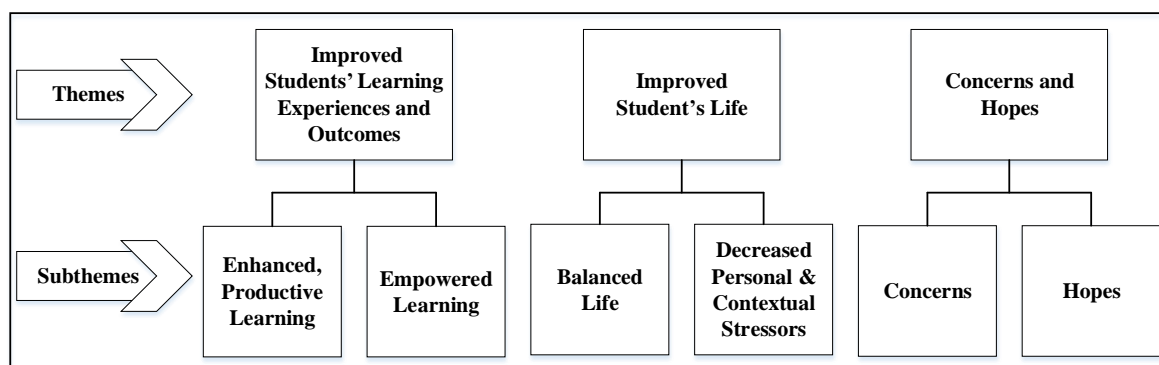 Themes
Improved
Students’ Learning
Experiences and
Outcomes
Improved
Student’s Life
Concerns and
Hopes
Subthemes
Enhanced,
Productive
Learning
Empowered
Learning
Balanced
Life
Decreased
Personal &
Contextual
Stressors
Concerns
Hopes